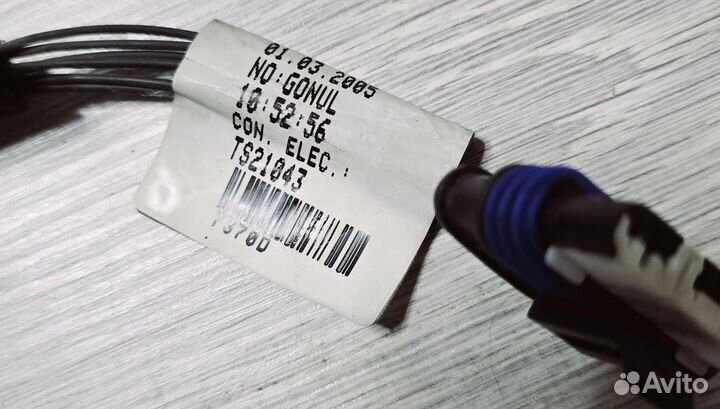 01.03.2005
NO:GONUL
10:52:56
CON. ELEC.:
TS21043
Avito